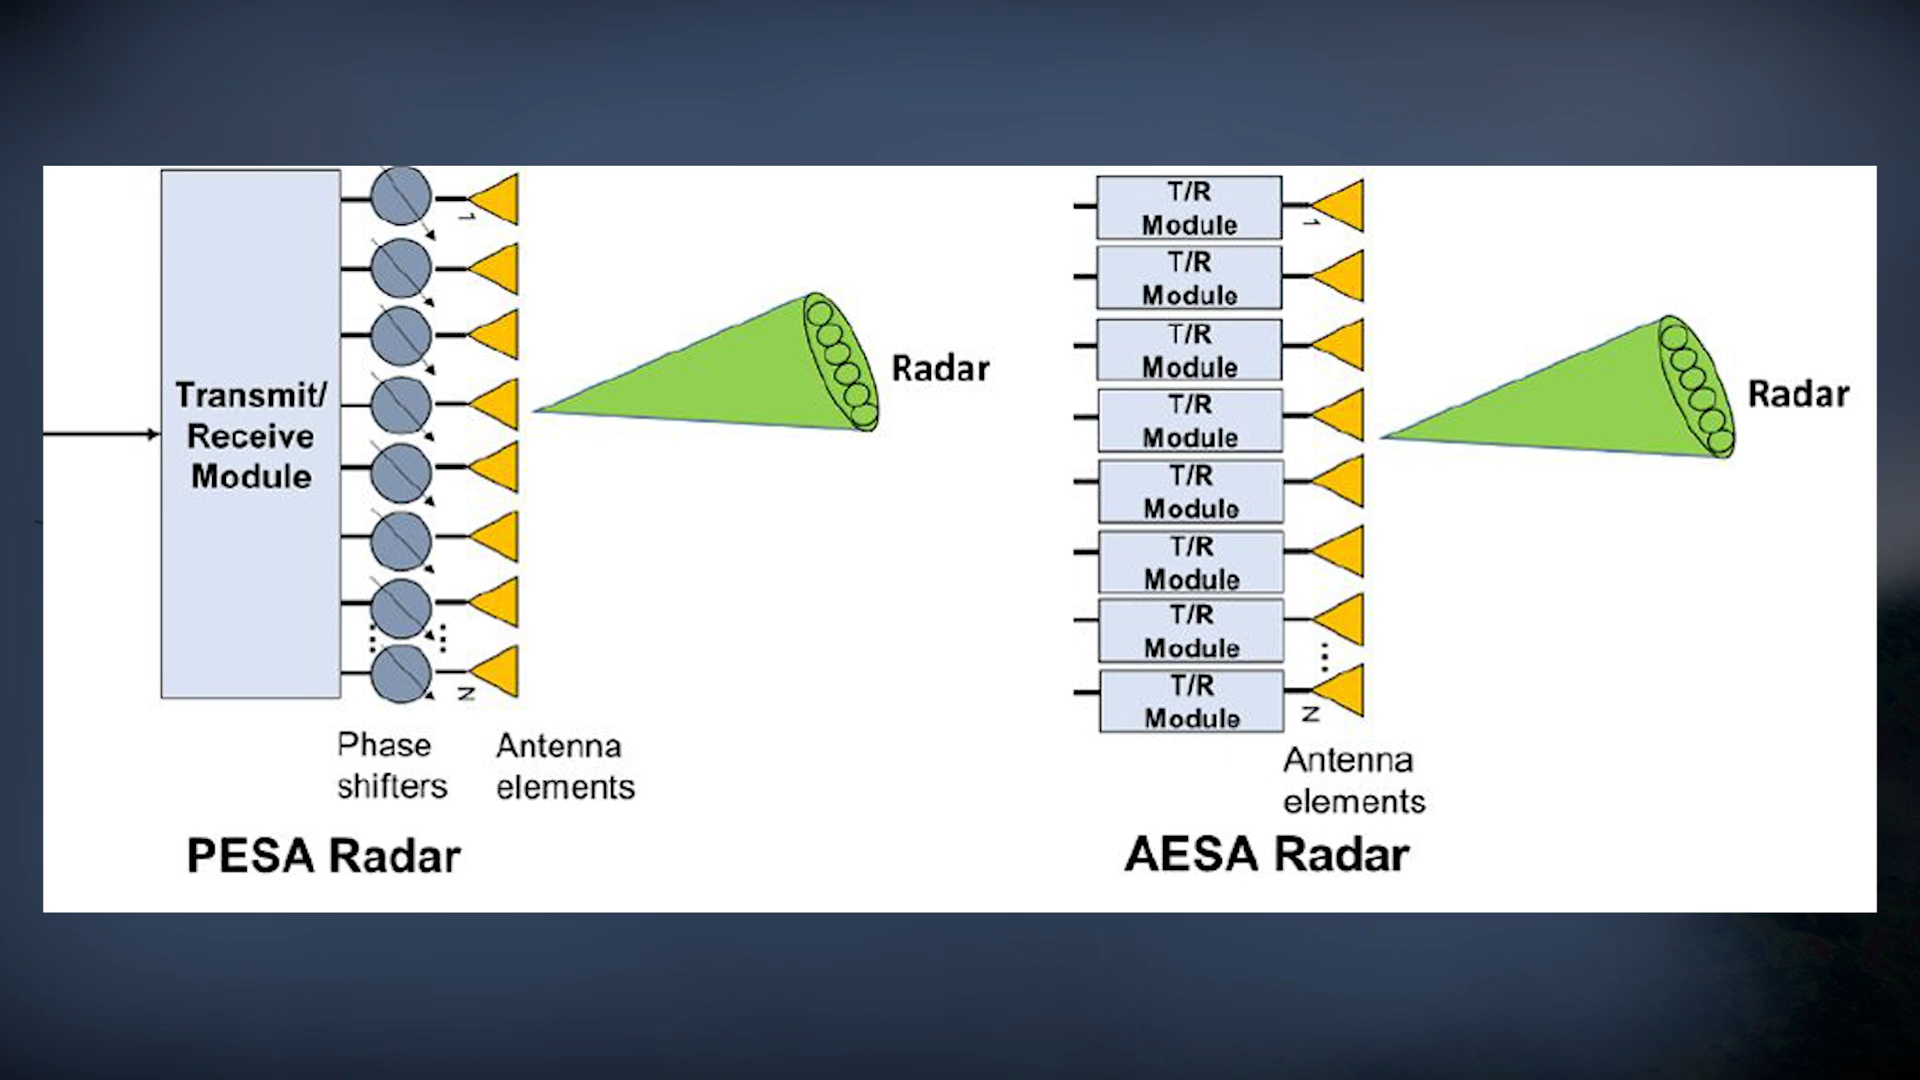 Transmit/
Receive
Module
1
N
Phase
shifters
Antenna
elements
PESA Radar
Radar
T/R
Module
T/R
Module
T/R
Module
T/R
Module
T/R
Module
T/R
Module
T/R
Module
T/R
Module
1
N
Antenna
elements
AESA Radar
Radar